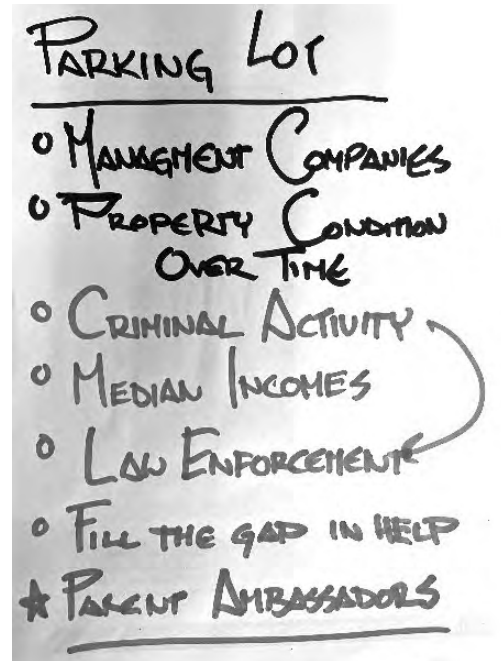 PARKING LOT
o MANAGMENT COMPANIES
o PROPERTY CONDITION
OVER TIME
o CRIMINAL ACTIVITY
o MEDIAN INCOMES
o LAW ENFORCEMENT
o FILL THE GAP IN HELP
★ PARENT AMBASSADORS